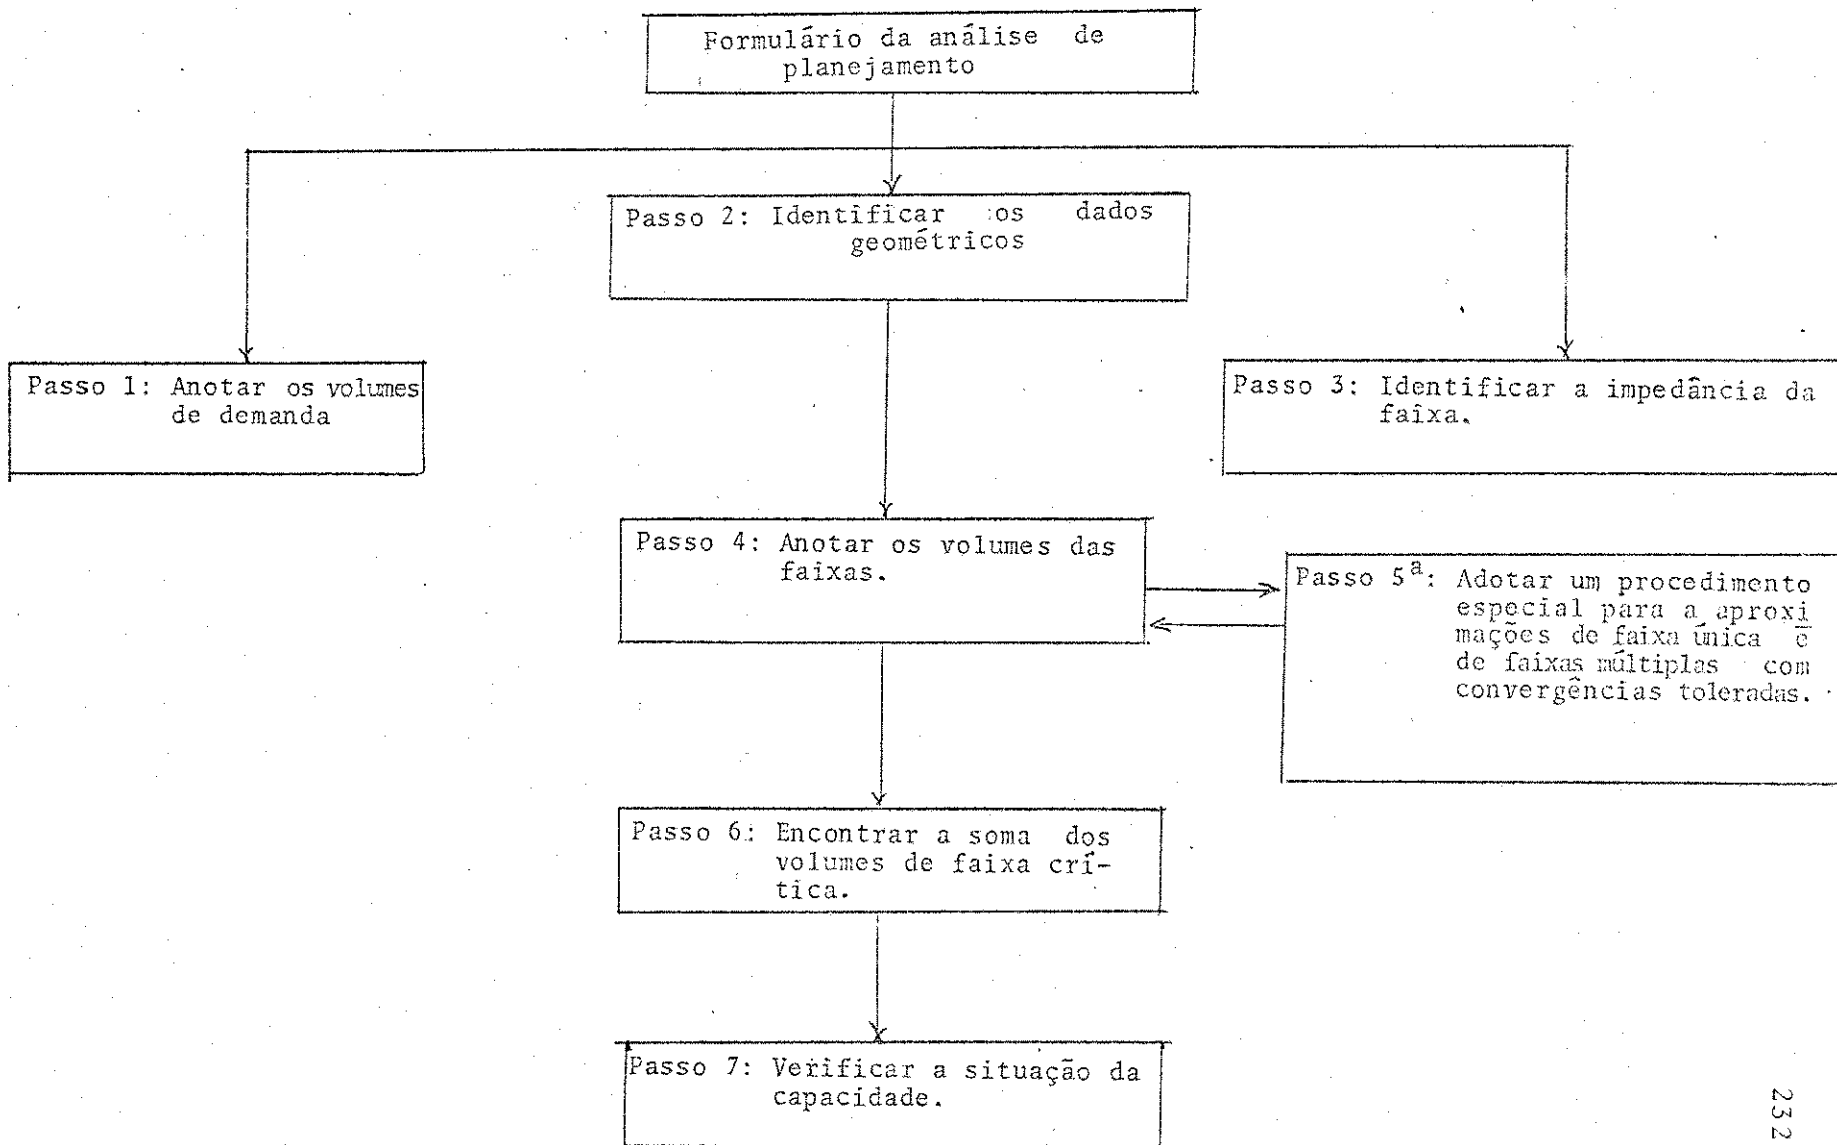 Formulário da análise de
planejamento
Passo 2: Identificar os dados
geométricos
Passo 1: Anotar os volumes
de demanda
Passo 3: Identificar a impedância da
faixa.
Passo 4: Anotar os volumes das
faixas.
Passo 5ª: Adotar um procedimento
especial para a aproxi
mações de faixa única e
de faixas múltiplas com
convergências toleradas.
Passo 6: Encontrar a soma dos
volumes de faixa crí-
tica.
Passo 7: Verificar a situação da
capacidade.
232